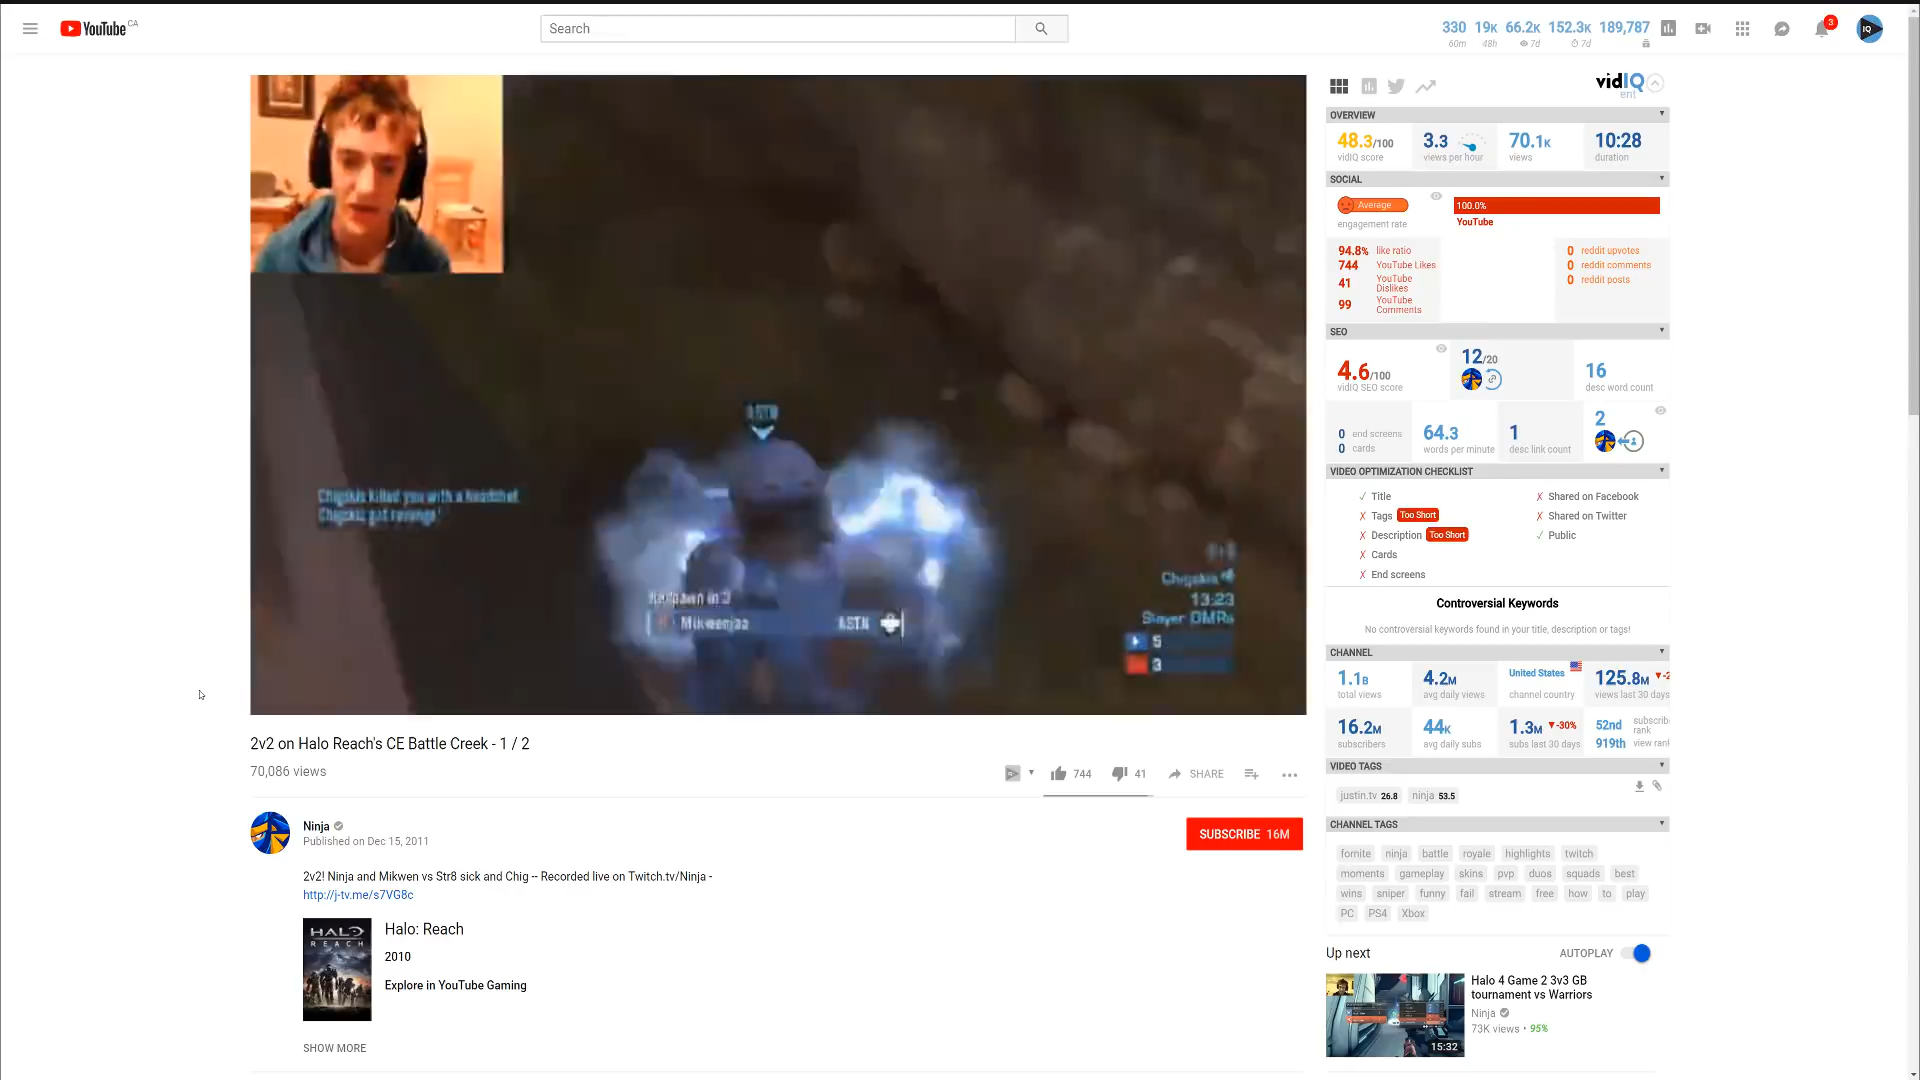 YouTube CA
Search
330 19K 66.2K 152.3K 189,787
60m 48h 7d 7d
3
IQ
vidIQ
ent
OVERVIEW
48.3/100 3.3 70.1K 10:28
vidIQ score views per hour views duration
SOCIAL
Average 100.0%
engagement rate YouTube
94.8% like ratio 0 reddit upvotes
744 YouTube Likes 0 reddit comments
41 YouTube Dislikes 0 reddit posts
99 YouTube Comments
SEO
4.6/100 12/20 16
vidIQ SEO score desc word count
0 end screens 64.3 1 2
0 cards words per minute desc link count
VIDEO OPTIMIZATION CHECKLIST
✓ Title ✗ Shared on Facebook
✗ Tags Too Short ✗ Shared on Twitter
✗ Description Too Short ✓ Public
✗ Cards
✗ End screens
Controversial Keywords
No controversial keywords found in your title, description or tags!
CHANNEL
1.1B 4.2M United States 125.8M ▼-2
total views avg daily views channel country views last 30 days
16.2M 44K 1.3M ▼-30% 52nd subscribe rank
subscribers avg daily subs subs last 30 days 919th view rank
VIDEO TAGS
justin.tv 26.8 ninja 53.5
CHANNEL TAGS
fornite ninja battle royale highlights twitch
moments gameplay skins pvp duos squads best
wins sniper funny fail stream free how to play
PC PS4 Xbox
Up next AUTOPLAY
Halo 4 Game 2 3v3 GB
tournament vs Warriors
Ninja
73K views • 95%
15:32
Chigskis killed you with a headshot
Chigskis got revenge!
Respawn in 3
Mikweenjaa ASTN
Chigskis
13:23
Slayer DMRs
5
3
2v2 on Halo Reach's CE Battle Creek - 1 / 2
70,086 views
744 41 SHARE
Ninja
Published on Dec 15, 2011
SUBSCRIBE 16M
2v2! Ninja and Mikwen vs Str8 sick and Chig -- Recorded live on Twitch.tv/Ninja -
http://j-tv.me/s7VG8c
HALO
REACH
Halo: Reach
2010
Explore in YouTube Gaming
SHOW MORE